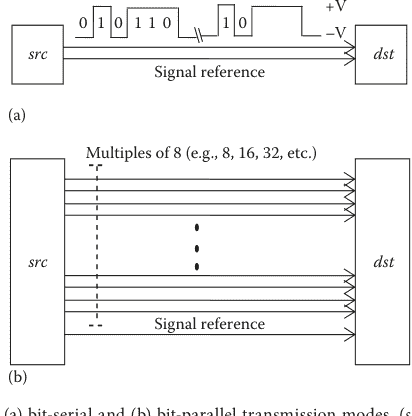 +V
0 1 0 1 1 0 1 0
−V
src
dst
Signal reference
(a)
Multiples of 8 (e.g., 8, 16, 32, etc.)
src
dst
Signal reference
(b)
(a) bit-serial and (b) bit-parallel transmission modes. (s